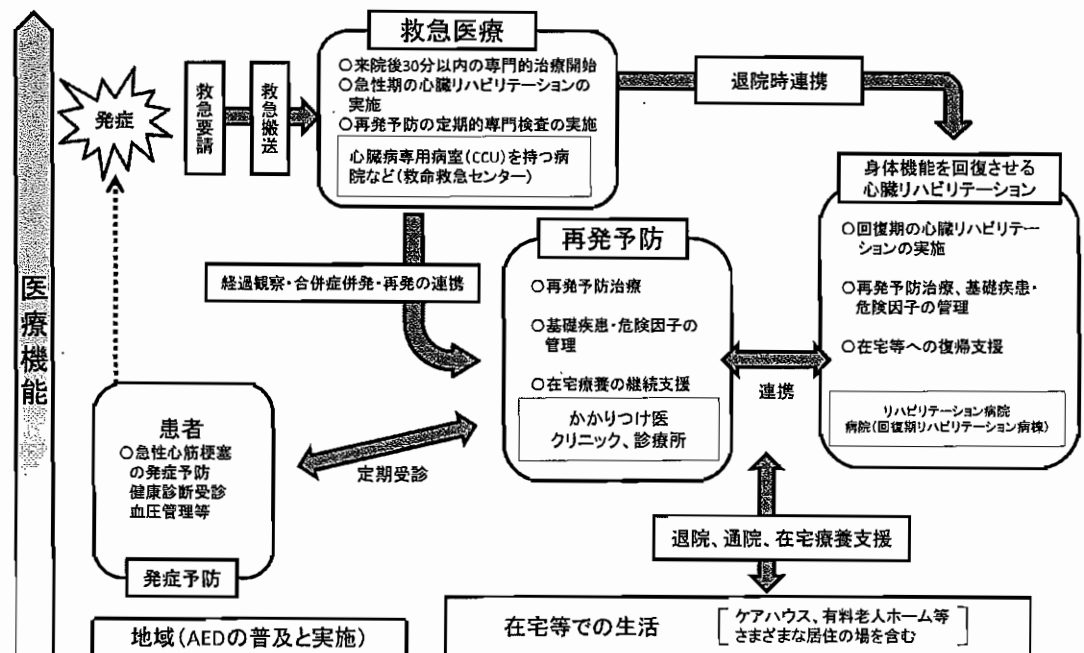 医療機能
発症
救急要請
救急搬送
救急医療
○来院後30分以内の専門的治療開始
○急性期の心臓リハビリテーションの
実施
○再発予防の定期的専門検査の実施
心臓病専用病室(CCU)を持つ病
院など(救命救急センター)
退院時連携
身体機能を回復させる
心臓リハビリテーション
○回復期の心臓リハビリテー
ションの実施
○再発予防治療、基礎疾患・
危険因子の管理
○在宅等への復帰支援
リハビリテーション病院
病院(回復期リハビリテーション病棟)
経過観察・合併症併発・再発の連携
再発予防
○再発予防治療
○基礎疾患・危険因子の
管理
○在宅療養の継続支援
かかりつけ医
クリニック、診療所
連携
患者
○急性心筋梗塞
の発症予防
健康診断受診
血圧管理等
発症予防
定期受診
退院、通院、在宅療養支援
地域(AEDの普及と実施)
在宅等での生活
ケアハウス、有料老人ホーム等
さまざまな居住の場を含む